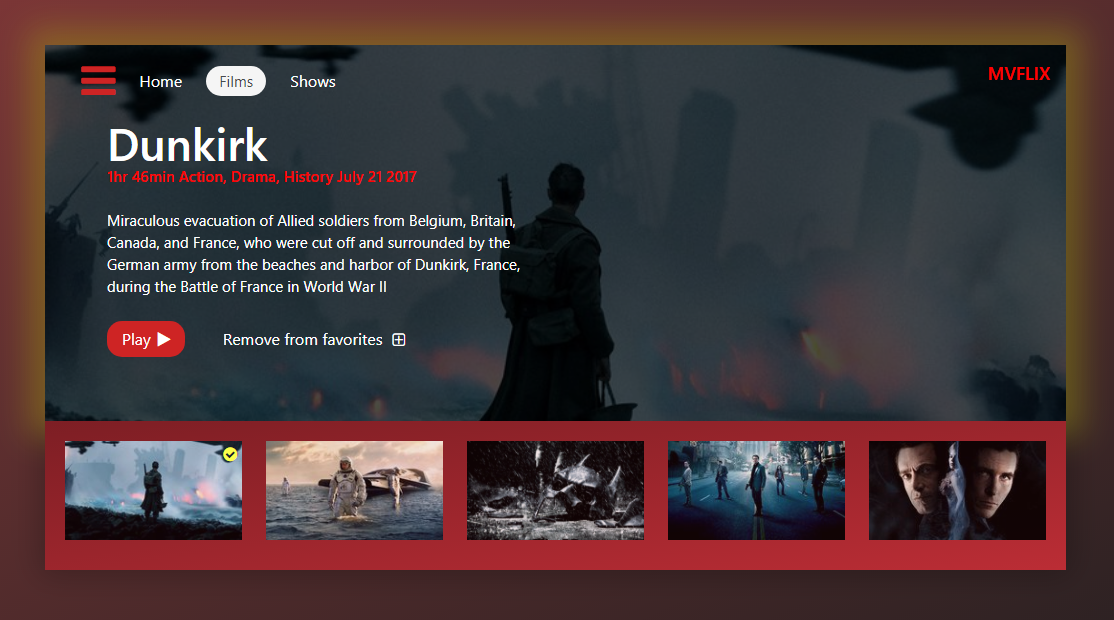 Home Films Shows MVFLIX
Dunkirk
1hr 46min Action, Drama, History July 21 2017
Miraculous evacuation of Allied soldiers from Belgium, Britain,
Canada, and France, who were cut off and surrounded by the
German army from the beaches and harbor of Dunkirk, France,
during the Battle of France in World War II
Play Remove from favorites